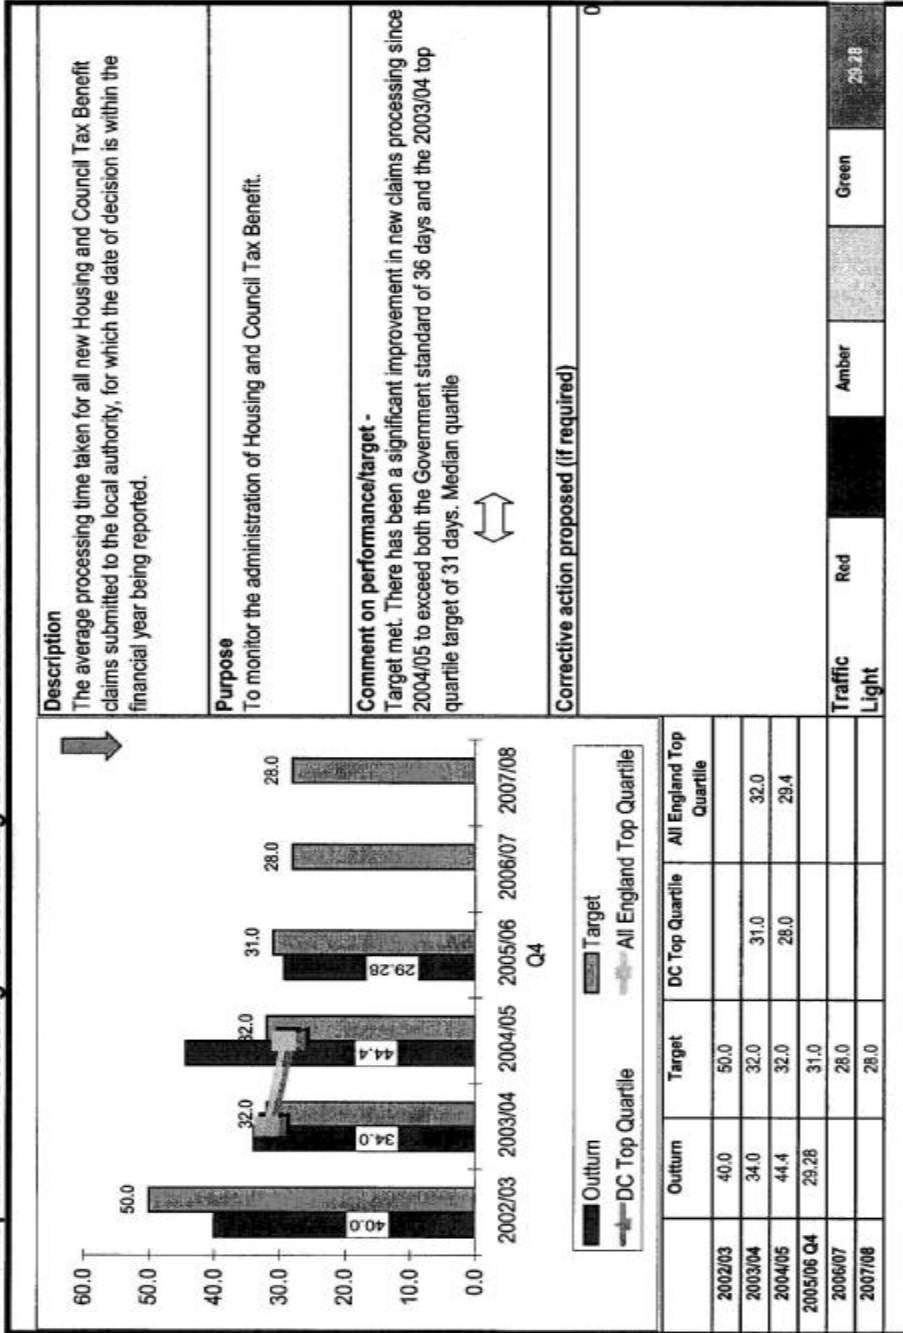 60.0
50.0
40.0
30.0
20.0
10.0
0.0
50.0
32.0
32.0
31.0
28.0
28.0
40.0
34.0
44.4
29.28
2002/03 2003/04 2004/05 2005/06 2006/07 2007/08
Q4
Outturn Target
DC Top Quartile All England Top Quartile
Outturn Target DC Top Quartile All England Top
Quartile
2002/03 40.0 50.0
2003/04 34.0 32.0 31.0 32.0
2004/05 44.4 32.0 28.0 29.4
2005/06 Q4 29.28 31.0
2006/07 28.0
2007/08 28.0
Description
The average processing time taken for all new Housing and Council Tax Benefit
claims submitted to the local authority, for which the date of decision is within the
financial year being reported.
Purpose
To monitor the administration of Housing and Council Tax Benefit.
Comment on performance/target -
Target met. There has been a significant improvement in new claims processing since
2004/05 to exceed both the Government standard of 36 days and the 2003/04 top
quartile target of 31 days. Median quartile
Corrective action proposed (if required)
0
Traffic Red Amber Green 29.28
Light